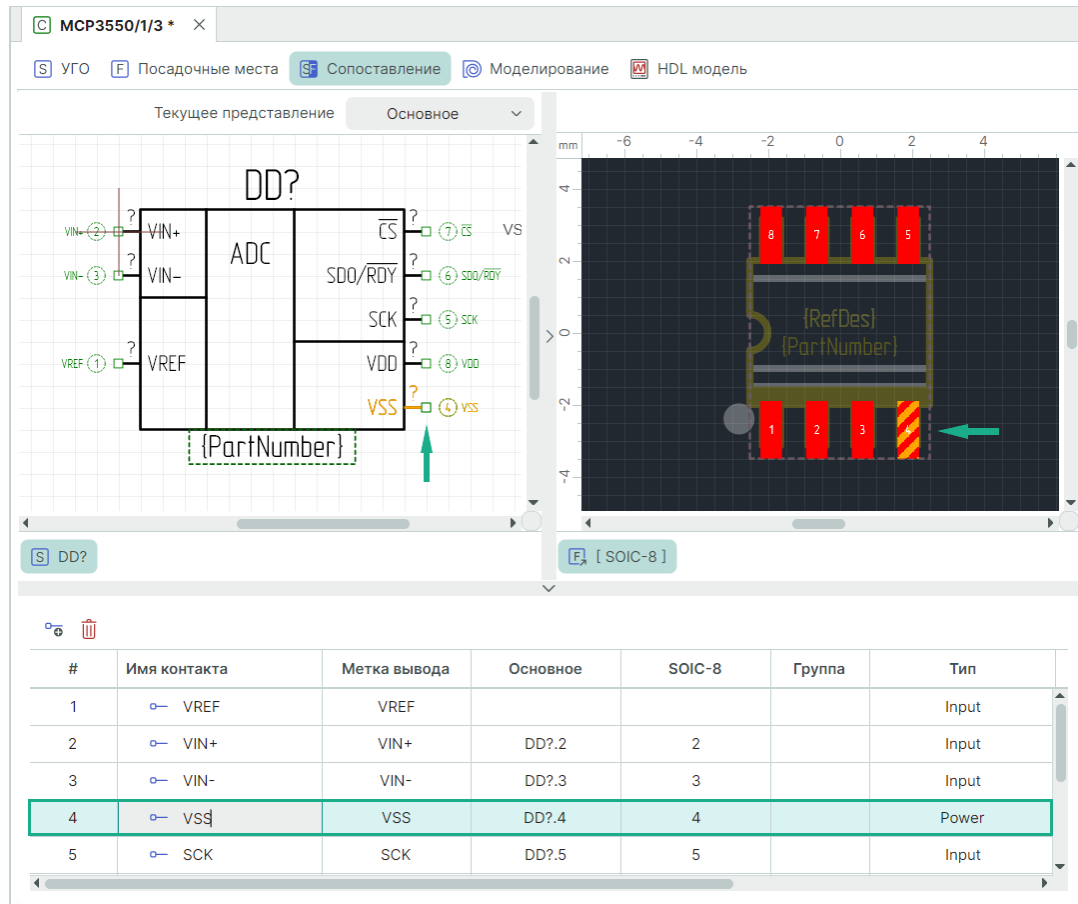 C MCP3550/1/3 *
S УГО F Посадочные места SF Сопоставление Моделирование HDL модель
Текущее представление Основное
mm -6 -4 -2 0 2 4
4
2
0
-2
-4
DD?
ADC
? VIN+ 2 VIN+
? VIN- 3 VIN-
? VREF 1 VREF
CS ? 7 CS
VS
SDO/RDY ? 6 SDO/RDY
SCK ? 5 SCK
VDD ? 8 VDD
VSS ? 4 VSS
{PartNumber}
8 7 6 5
{RefDes}
{PartNumber}
1 2 3 4
S DD?
F [ SOIC-8 ]
# Имя контакта Метка вывода Основное SOIC-8 Группа Тип
1 VREF VREF Input
2 VIN+ VIN+ DD?.2 2 Input
3 VIN- VIN- DD?.3 3 Input
4 VSS VSS DD?.4 4 Power
5 SCK SCK DD?.5 5 Input